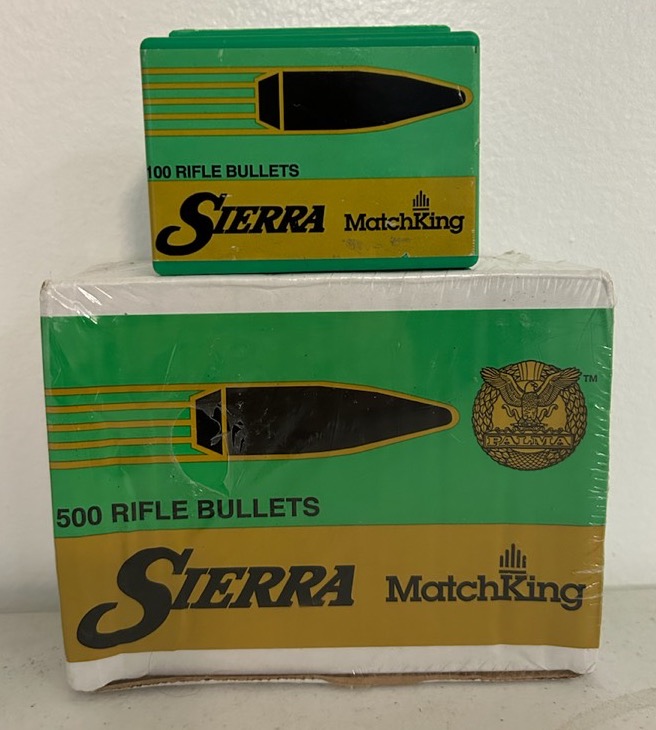 100 RIFLE BULLETS
SIERRA MatchKing
PALMA TM
500 RIFLE BULLETS
SIERRA MatchKing